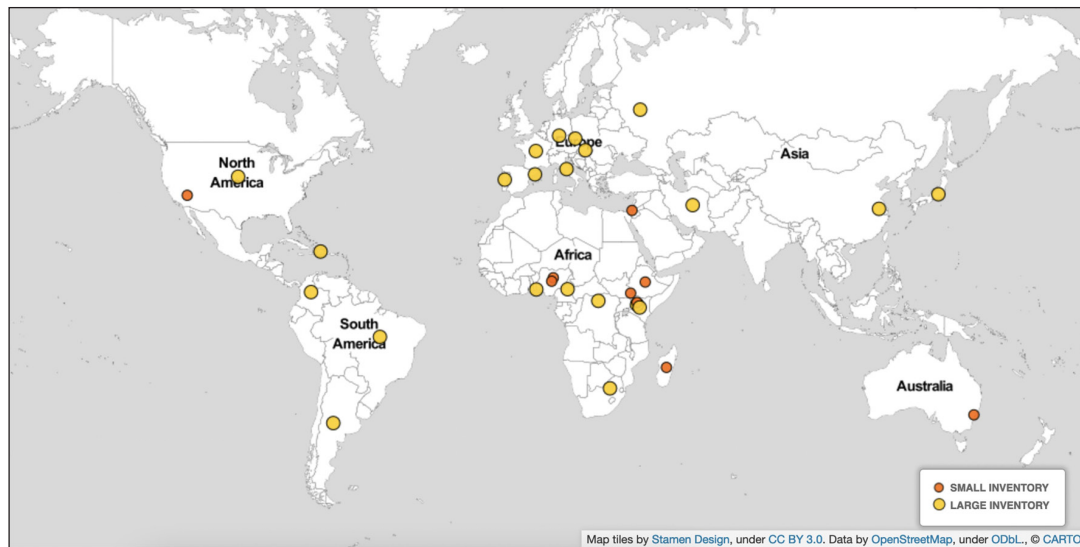 North
America
Europe
Asia
Africa
South
America
Australia
SMALL INVENTORY
LARGE INVENTORY
Map tiles by Stamen Design, under CC BY 3.0. Data by OpenStreetMap, under ODbL., © CARTO